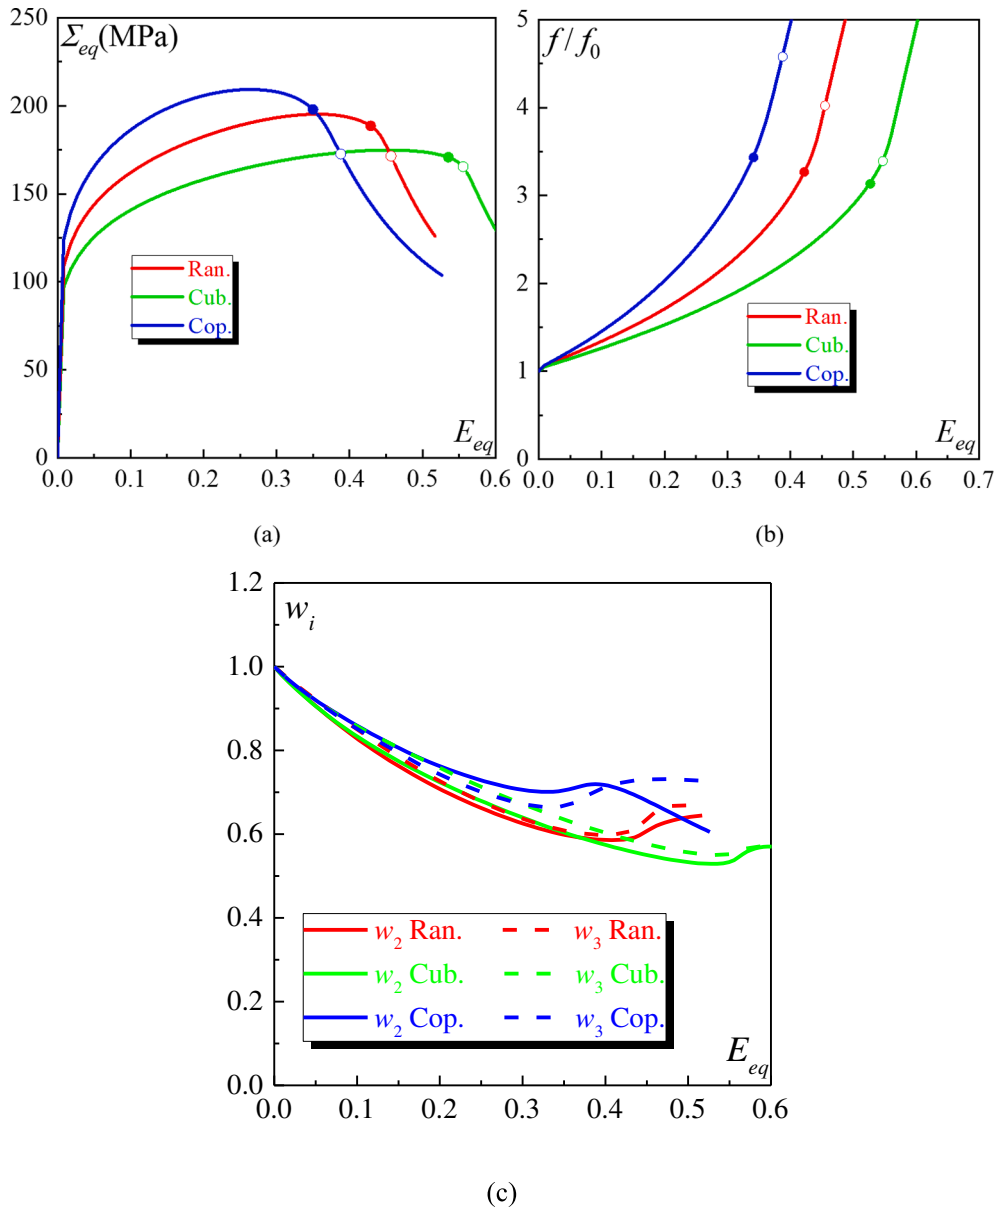 Σeq(MPa)
250
200
150
100
50
0
Ran.
Cub.
Cop.
Eeq
0.0 0.1 0.2 0.3 0.4 0.5 0.6
(a)
f/f0
5
4
3
2
1
0
Ran.
Cub.
Cop.
Eeq
0.0 0.1 0.2 0.3 0.4 0.5 0.6 0.7
(b)
wi
1.2
1.0
0.8
0.6
0.4
0.2
0.0
w2 Ran. w3 Ran.
w2 Cub. w3 Cub.
w2 Cop. w3 Cop.
Eeq
0.0 0.1 0.2 0.3 0.4 0.5 0.6
(c)